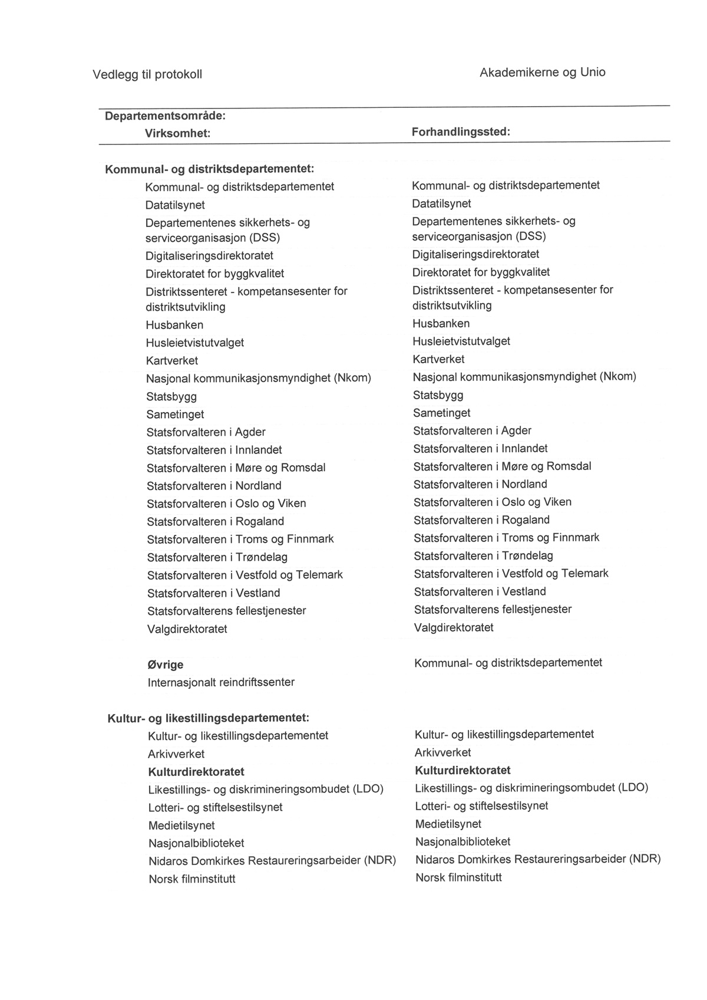 Vedlegg til protokoll Akademikerne og Unio
Departementsområde:
Virksomhet: Forhandlingssted:
Kommunal- og distriktsdepartementet:
Kommunal- og distriktsdepartementet Kommunal- og distriktsdepartementet
Datatilsynet Datatilsynet
Departementenes sikkerhets- og Departementenes sikkerhets- og
serviceorganisasjon (DSS) serviceorganisasjon (DSS)
Digitaliseringsdirektoratet Digitaliseringsdirektoratet
Direktoratet for byggkvalitet Direktoratet for byggkvalitet
Distriktssenteret - kompetansesenter for Distriktssenteret - kompetansesenter for
distriktsutvikling distriktsutvikling
Husbanken Husbanken
Husleietvistutvalget Husleietvistutvalget
Kartverket Kartverket
Nasjonal kommunikasjonsmyndighet (Nkom) Nasjonal kommunikasjonsmyndighet (Nkom)
Statsbygg Statsbygg
Sametinget Sametinget
Statsforvalteren i Agder Statsforvalteren i Agder
Statsforvalteren i Innlandet Statsforvalteren i Innlandet
Statsforvalteren i Møre og Romsdal Statsforvalteren i Møre og Romsdal
Statsforvalteren i Nordland Statsforvalteren i Nordland
Statsforvalteren i Oslo og Viken Statsforvalteren i Oslo og Viken
Statsforvalteren i Rogaland Statsforvalteren i Rogaland
Statsforvalteren i Troms og Finnmark Statsforvalteren i Troms og Finnmark
Statsforvalteren i Trøndelag Statsforvalteren i Trøndelag
Statsforvalteren i Vestfold og Telemark Statsforvalteren i Vestfold og Telemark
Statsforvalteren i Vestland Statsforvalteren i Vestland
Statsforvalterens fellestjenester Statsforvalterens fellestjenester
Valgdirektoratet Valgdirektoratet
Øvrige Kommunal- og distriktsdepartementet
Internasjonalt reindriftssenter
Kultur- og likestillingsdepartementet:
Kultur- og likestillingsdepartementet Kultur- og likestillingsdepartementet
Arkivverket Arkivverket
Kulturdirektoratet Kulturdirektoratet
Likestillings- og diskrimineringsombudet (LDO) Likestillings- og diskrimineringsombudet (LDO)
Lotteri- og stiftelsestilsynet Lotteri- og stiftelsestilsynet
Medietilsynet Medietilsynet
Nasjonalbiblioteket Nasjonalbiblioteket
Nidaros Domkirkes Restaureringsarbeider (NDR) Nidaros Domkirkes Restaureringsarbeider (NDR)
Norsk filminstitutt Norsk filminstitutt